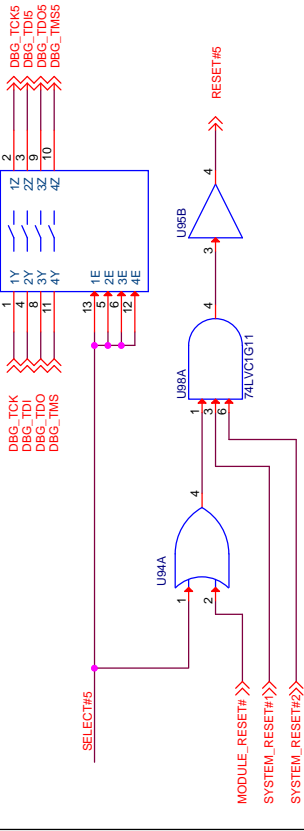 DBG_TCK
DBG_TDI
DBG_TDO
DBG_TMS
1
4
8
11
1Y
2Y
3Y
4Y
1Z
2Z
3Z
4Z
2
3
9
10
DBG_TCK5
DBG_TDI5
DBG_TDO5
DBG_TMS5
13
5
6
12
1E
2E
3E
4E
SELECT#5
U94A
1
2
4
MODULE_RESET#
SYSTEM_RESET#1
SYSTEM_RESET#2
U98A
1
3
6
4
74LVC1G11
U95B
3
4
RESET#5